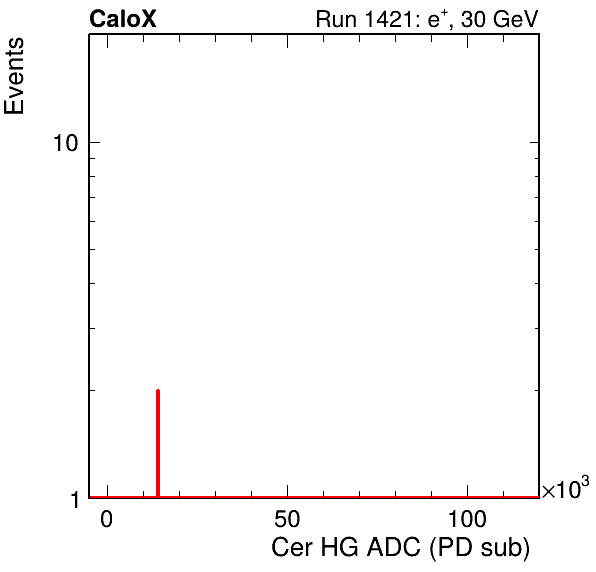 CaloX Run 1421: e⁺, 30 GeV
Events
10
1
0 50 100 ×10³
Cer HG ADC (PD sub)